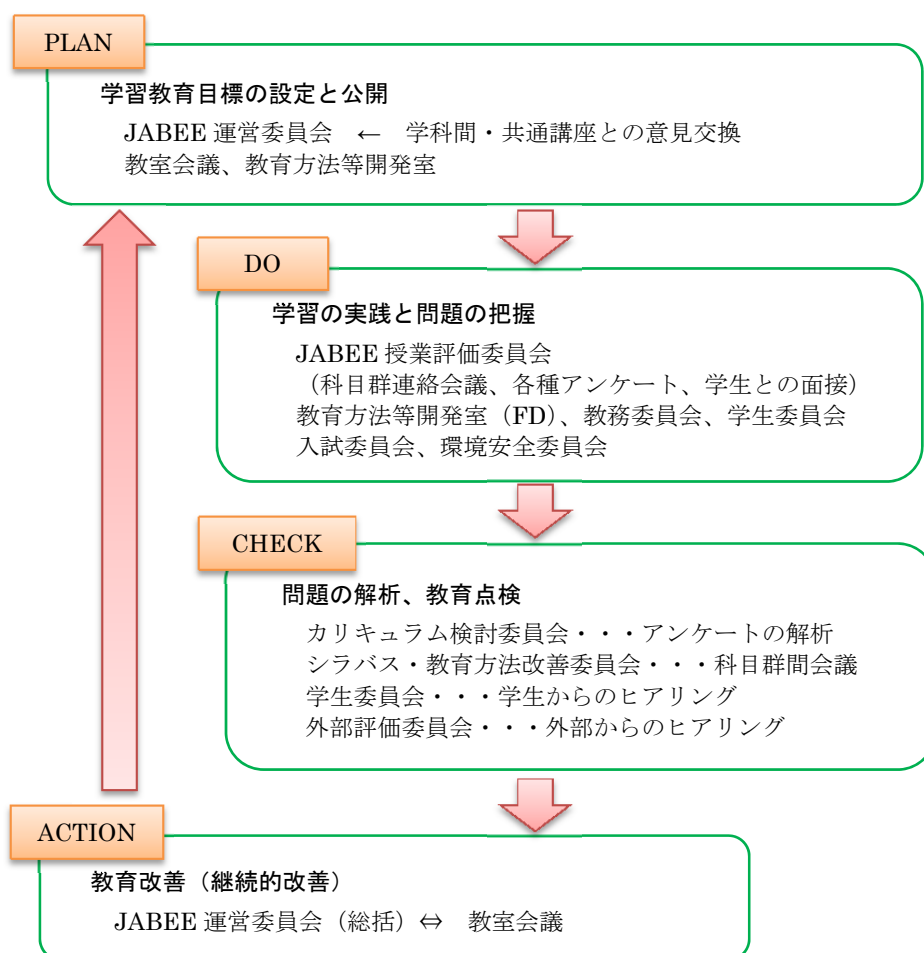 PLAN
学習教育目標の設定と公開
JABEE 運営委員会 ← 学科間・共通講座との意見交換
教室会議、教育方法等開発室
DO
学習の実践と問題の把握
JABEE 授業評価委員会
（科目群連絡会議、各種アンケート、学生との面接）
教育方法等開発室（FD）、教務委員会、学生委員会
入試委員会、環境安全委員会
CHECK
問題の解析、教育点検
カリキュラム検討委員会・・・アンケートの解析
シラバス・教育方法改善委員会・・・科目群間会議
学生委員会・・・学生からのヒアリング
外部評価委員会・・・外部からのヒアリング
ACTION
教育改善（継続的改善）
JABEE 運営委員会（総括）⇔ 教室会議